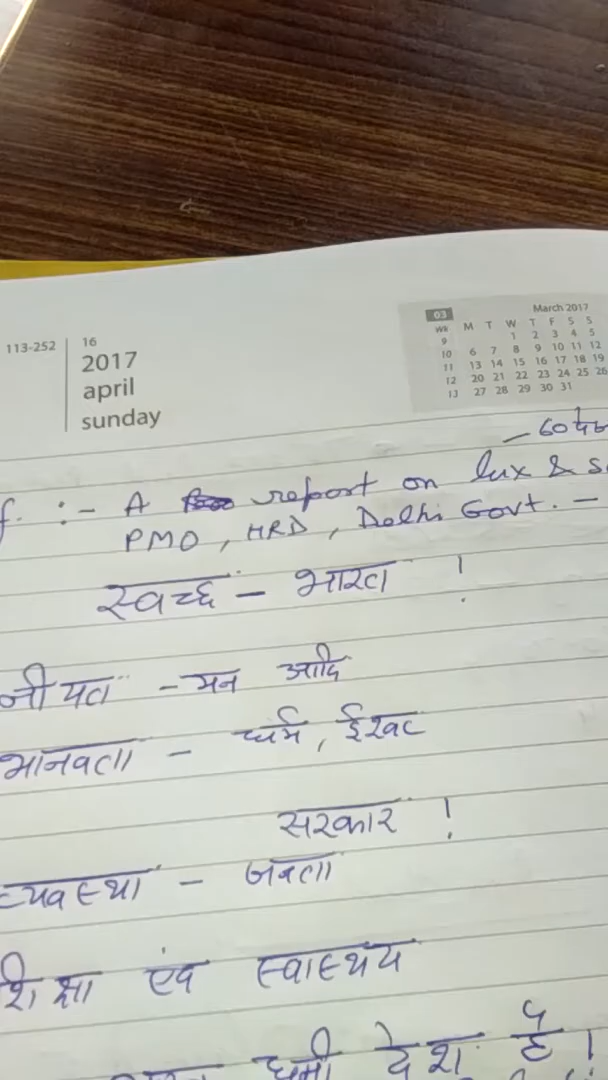 113-252
16
2017
april
sunday
03 March 2017
WK M T W T F S S
9 1 2 3 4 5
10 6 7 8 9 10 11 12
11 13 14 15 16 17 18 19
12 20 21 22 23 24 25 26
13 27 28 29 30 31
:- A report on lux &
PMO, HRD, Delhi Govt. -
स्वच्छ - भारत !
नीयत - मन आदि
मानवता - धर्म, ईश्वर
सरकार !
व्यवस्था - जनता
शिक्षा एंव स्वास्थय
धर्मी देश है ।